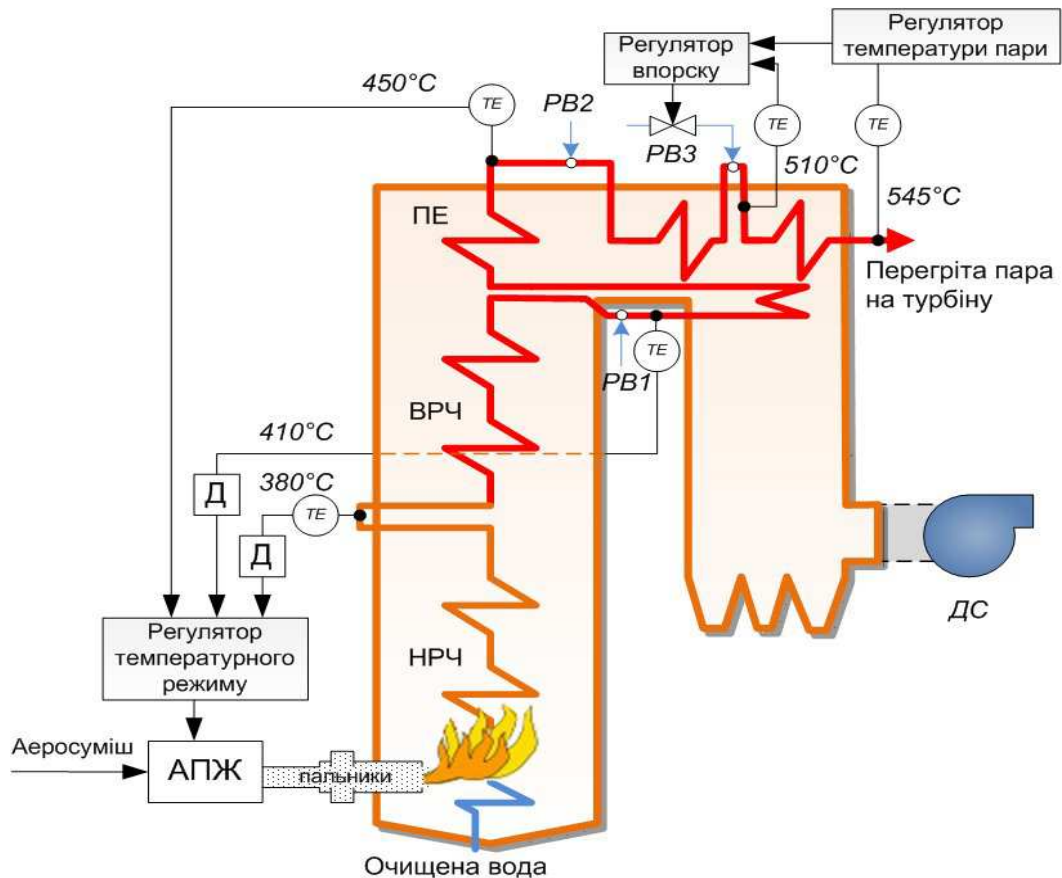 Регулятор
температури пари
Регулятор
впорску
450°C
TE
PB2
TE
TE
PB3
510°C
545°C
ПЕ
Перегріта пара
на турбіну
TE
PB1
ВРЧ
410°C
380°C
Д
TE
Д
ДС
Регулятор
температурного
режиму
НРЧ
Аеросуміш
АПЖ
пальники
Очищена вода